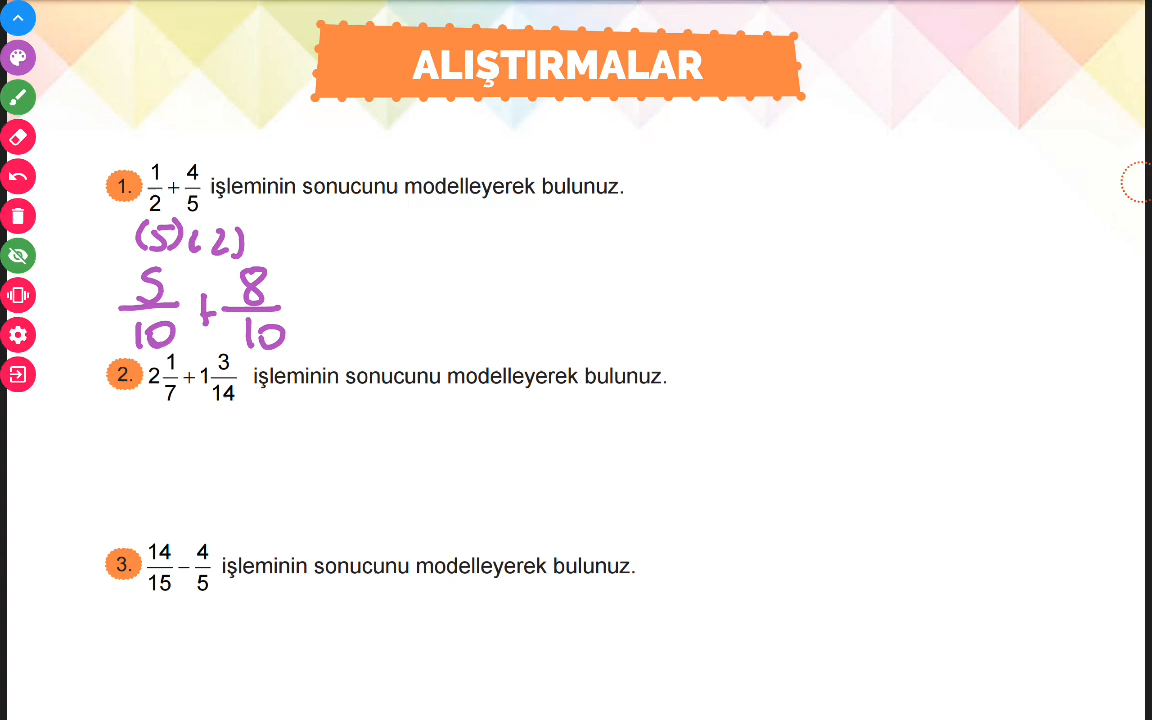 ALIŞTIRMALAR
1. 1/2 + 4/5 işleminin sonucunu modelleyerek bulunuz.
(5) (2)
5/10 + 8/10
2. 2 1/7 + 1 3/14 işleminin sonucunu modelleyerek bulunuz.
3. 14/15 − 4/5 işleminin sonucunu modelleyerek bulunuz.